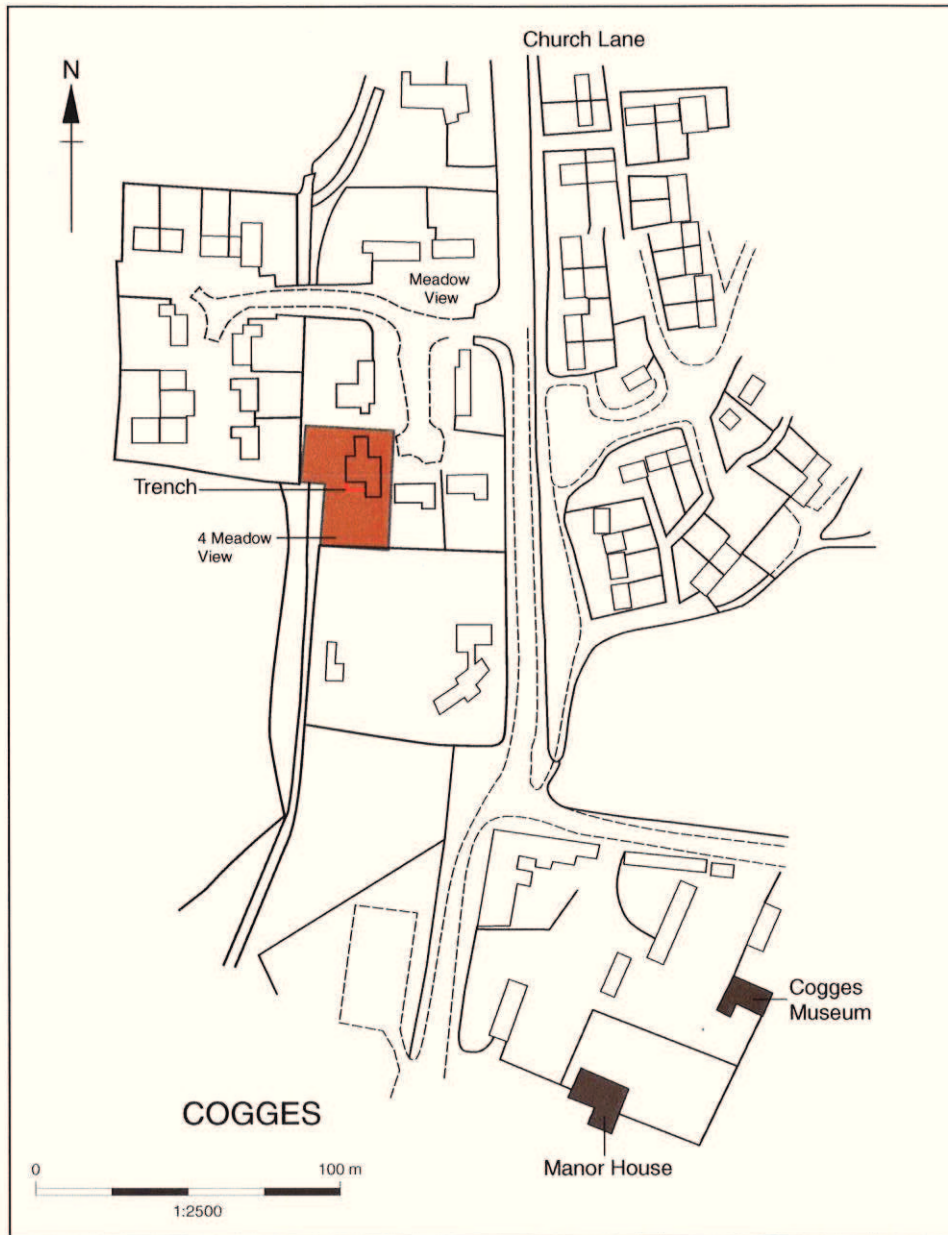 Church Lane
N
Meadow
View
Trench
4 Meadow
View
Cogges
Museum
COGGES
Manor House
0 100 m
1:2500